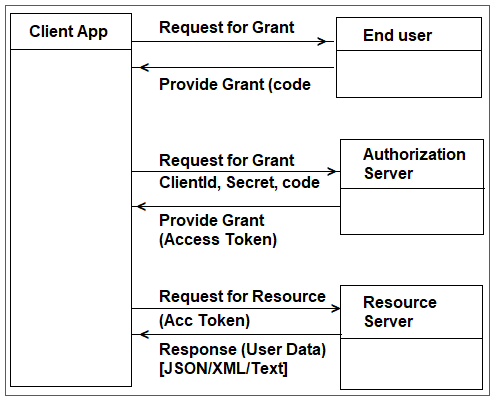 Client App
Request for Grant
End user
Provide Grant (code
Request for Grant
ClientId, Secret, code
Authorization
Server
Provide Grant
(Access Token)
Request for Resource
(Acc Token)
Resource
Server
Response (User Data)
[JSON/XML/Text]